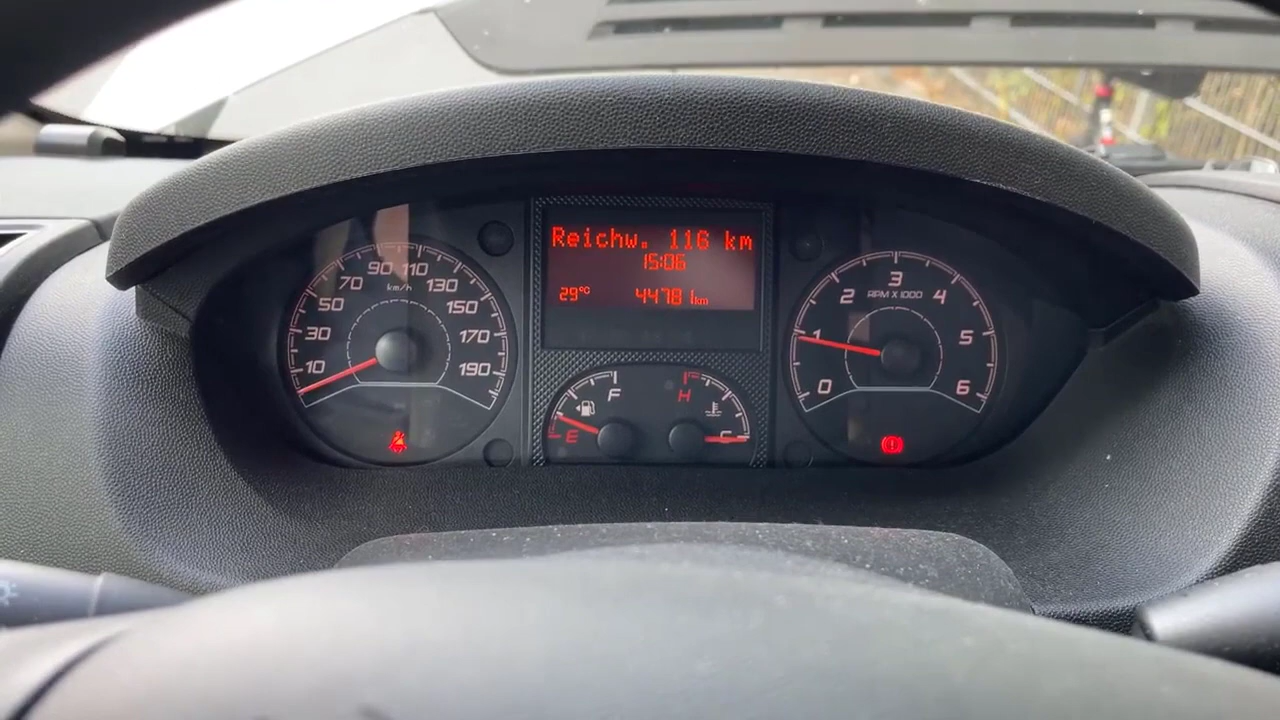 Reichw. 116 km
15:06
29°C 4478 km
10 30 50 70 90 110 130 150 170 190
km/h
0 1 2 3 4 5 6
RPM X 1000
E F
H C